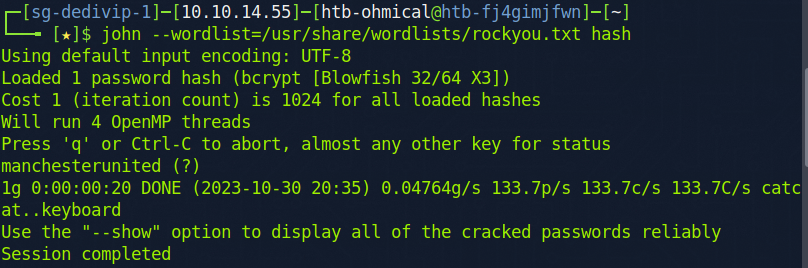 ┌─[sg-dedivip-1]─[10.10.14.55]─[htb-ohmical@htb-fj4gimjfwn]─[~]
└──╼ [★]$ john --wordlist=/usr/share/wordlists/rockyou.txt hash
Using default input encoding: UTF-8
Loaded 1 password hash (bcrypt [Blowfish 32/64 X3])
Cost 1 (iteration count) is 1024 for all loaded hashes
Will run 4 OpenMP threads
Press 'q' or Ctrl-C to abort, almost any other key for status
manchesterunited (?)
1g 0:00:00:20 DONE (2023-10-30 20:35) 0.04764g/s 133.7p/s 133.7c/s 133.7C/s catc
at..keyboard
Use the "--show" option to display all of the cracked passwords reliably
Session completed